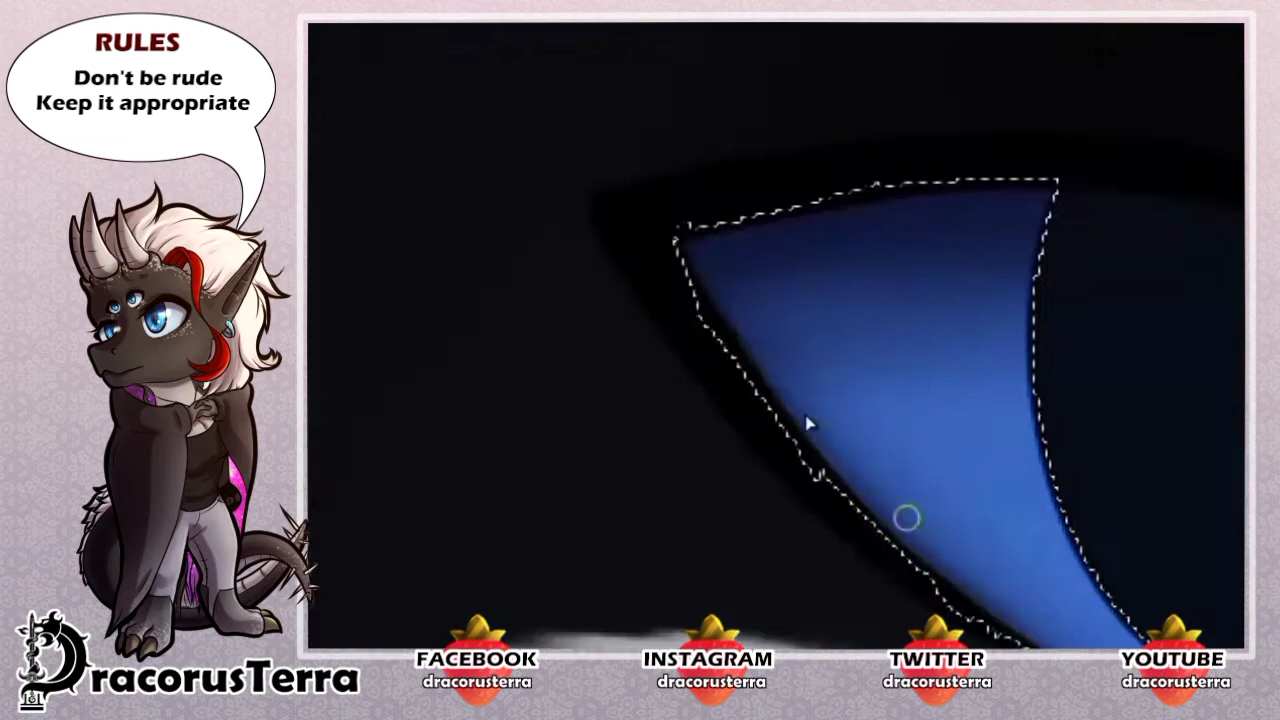 RULES
Don't be rude
Keep it appropriate
DracorusTerra
FACEBOOK
dracorusterra
INSTAGRAM
dracorusterra
TWITTER
dracorusterra
YOUTUBE
dracorusterra